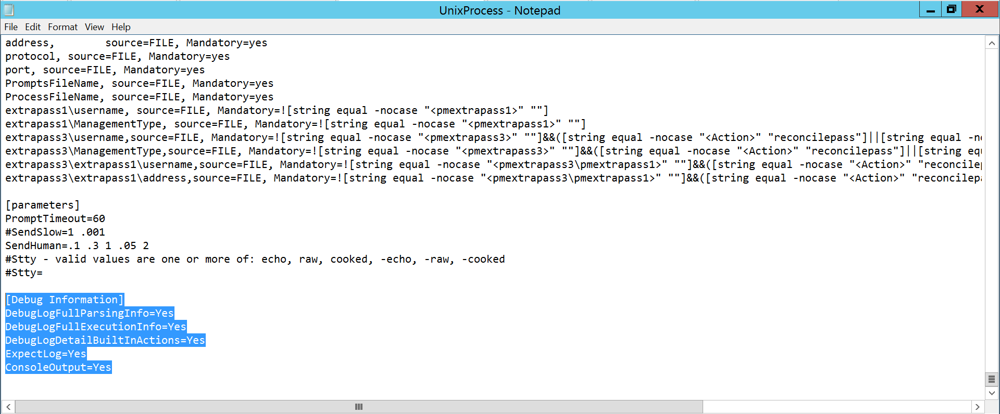 UnixProcess - Notepad
File Edit Format View Help
address,        source=FILE, Mandatory=yes
protocol, source=FILE, Mandatory=yes
port, source=FILE, Mandatory=yes
PromptsFileName, source=FILE, Mandatory=yes
ProcessFileName, source=FILE, Mandatory=yes
extrapass1\username, source=FILE, Mandatory=![string equal -nocase "<pmextrapass1>" ""]
extrapass1\ManagementType, source=FILE, Mandatory=![string equal -nocase "<pmextrapass1>" ""]
extrapass3\username,source=FILE, Mandatory=![string equal -nocase "<pmextrapass3>" ""]&&([string equal -nocase "<Action>" "reconcilepass"]||[string equal -n
extrapass3\ManagementType,source=FILE, Mandatory=![string equal -nocase "<pmextrapass3>" ""]&&([string equal -nocase "<Action>" "reconcilepass"]||[string eq
extrapass3\extrapass1\username,source=FILE, Mandatory=![string equal -nocase "<pmextrapass3\pmextrapass1>" ""]&&([string equal -nocase "<Action>" "reconcile
extrapass3\extrapass1\address,source=FILE, Mandatory=![string equal -nocase "<pmextrapass3\pmextrapass1>" ""]&&([string equal -nocase "<Action>" "reconcilep
[parameters]
PromptTimeout=60
#SendSlow=1 .001
SendHuman=.1 .3 1 .05 2
#Stty - valid values are one or more of: echo, raw, cooked, -echo, -raw, -cooked
#Stty=
[Debug Information]
DebugLogFullParsingInfo=Yes
DebugLogFullExecutionInfo=Yes
DebugLogDetailBuiltInActions=Yes
ExpectLog=Yes
ConsoleOutput=Yes